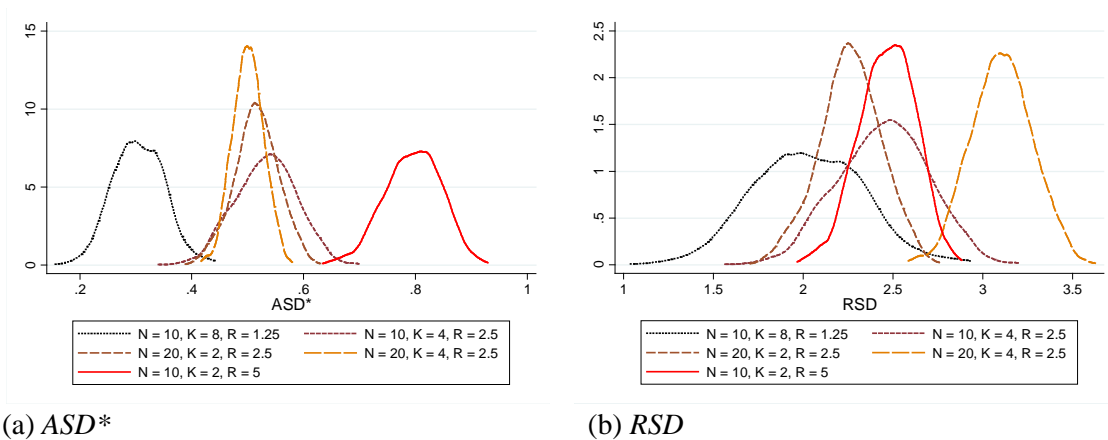 15
10
5
0
.2
.4
.6
.8
1
ASD*
N = 10, K = 8, R = 1.25
N = 10, K = 4, R = 2.5
N = 20, K = 2, R = 2.5
N = 20, K = 4, R = 2.5
N = 10, K = 2, R = 5
(a) ASD*
2.5
2
1.5
1
.5
0
1
1.5
2
2.5
3
3.5
RSD
N = 10, K = 8, R = 1.25
N = 10, K = 4, R = 2.5
N = 20, K = 2, R = 2.5
N = 20, K = 4, R = 2.5
N = 10, K = 2, R = 5
(b) RSD